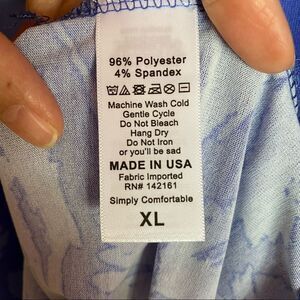 96% Polyester
4% Spandex
Machine Wash Cold
Gentle Cycle
Do Not Bleach
Hang Dry
Do Not Iron
or you'll be sad
MADE IN USA
Fabric Imported
RN# 142161
Simply Comfortable
XL